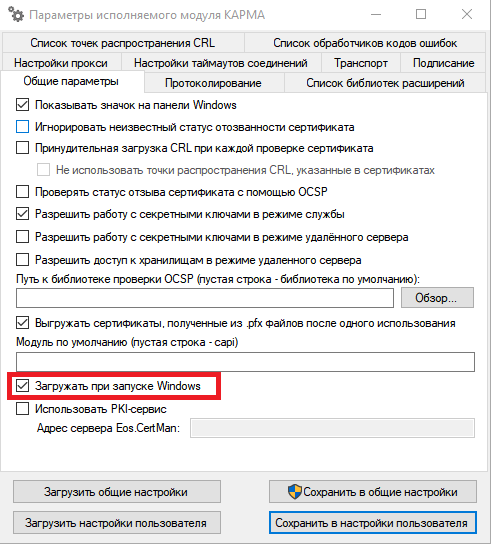 Параметры исполняемого модуля КАРМА
Список точек распространения CRL
Список обработчиков кодов ошибок
Настройки прокси
Настройки таймаутов соединений
Транспорт
Подписание
Общие параметры
Протоколирование
Список библиотек расширений
Показывать значок на панели Windows
Игнорировать неизвестный статус отозванности сертификата
Принудительная загрузка CRL при каждой проверке сертификата
Не использовать точки распространения CRL, указанные в сертификатах
Проверять статус отзыва сертификата с помощью OCSP
Разрешить работу с секретными ключами в режиме службы
Разрешить работу с секретными ключами в режиме удалённого сервера
Разрешить доступ к хранилищам в режиме удаленного сервера
Путь к библиотеке проверки OCSP (пустая строка - библиотека по умолчанию):
Обзор...
Выгружать сертификаты, полученные из .pfx файлов после одного использования
Модуль по умолчанию (пустая строка - capi)
Загружать при запуске Windows
Использовать PKI-сервис
Адрес сервера Eos.CertMan:
Загрузить общие настройки
Сохранить в общие настройки
Загрузить настройки пользователя
Сохранить в настройки пользователя